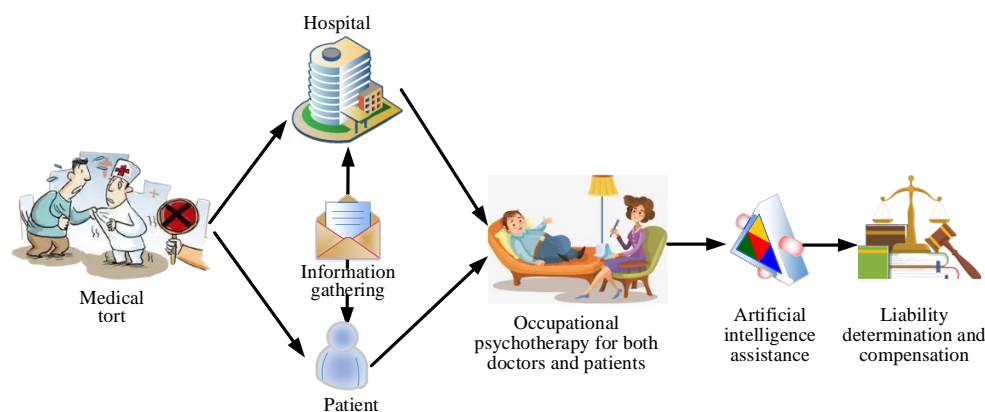 Hospital
Medical
tort
Information
gathering
Patient
Occupational
psychotherapy for both
doctors and patients
Artificial
intelligence
assistance
Liability
determination and
compensation